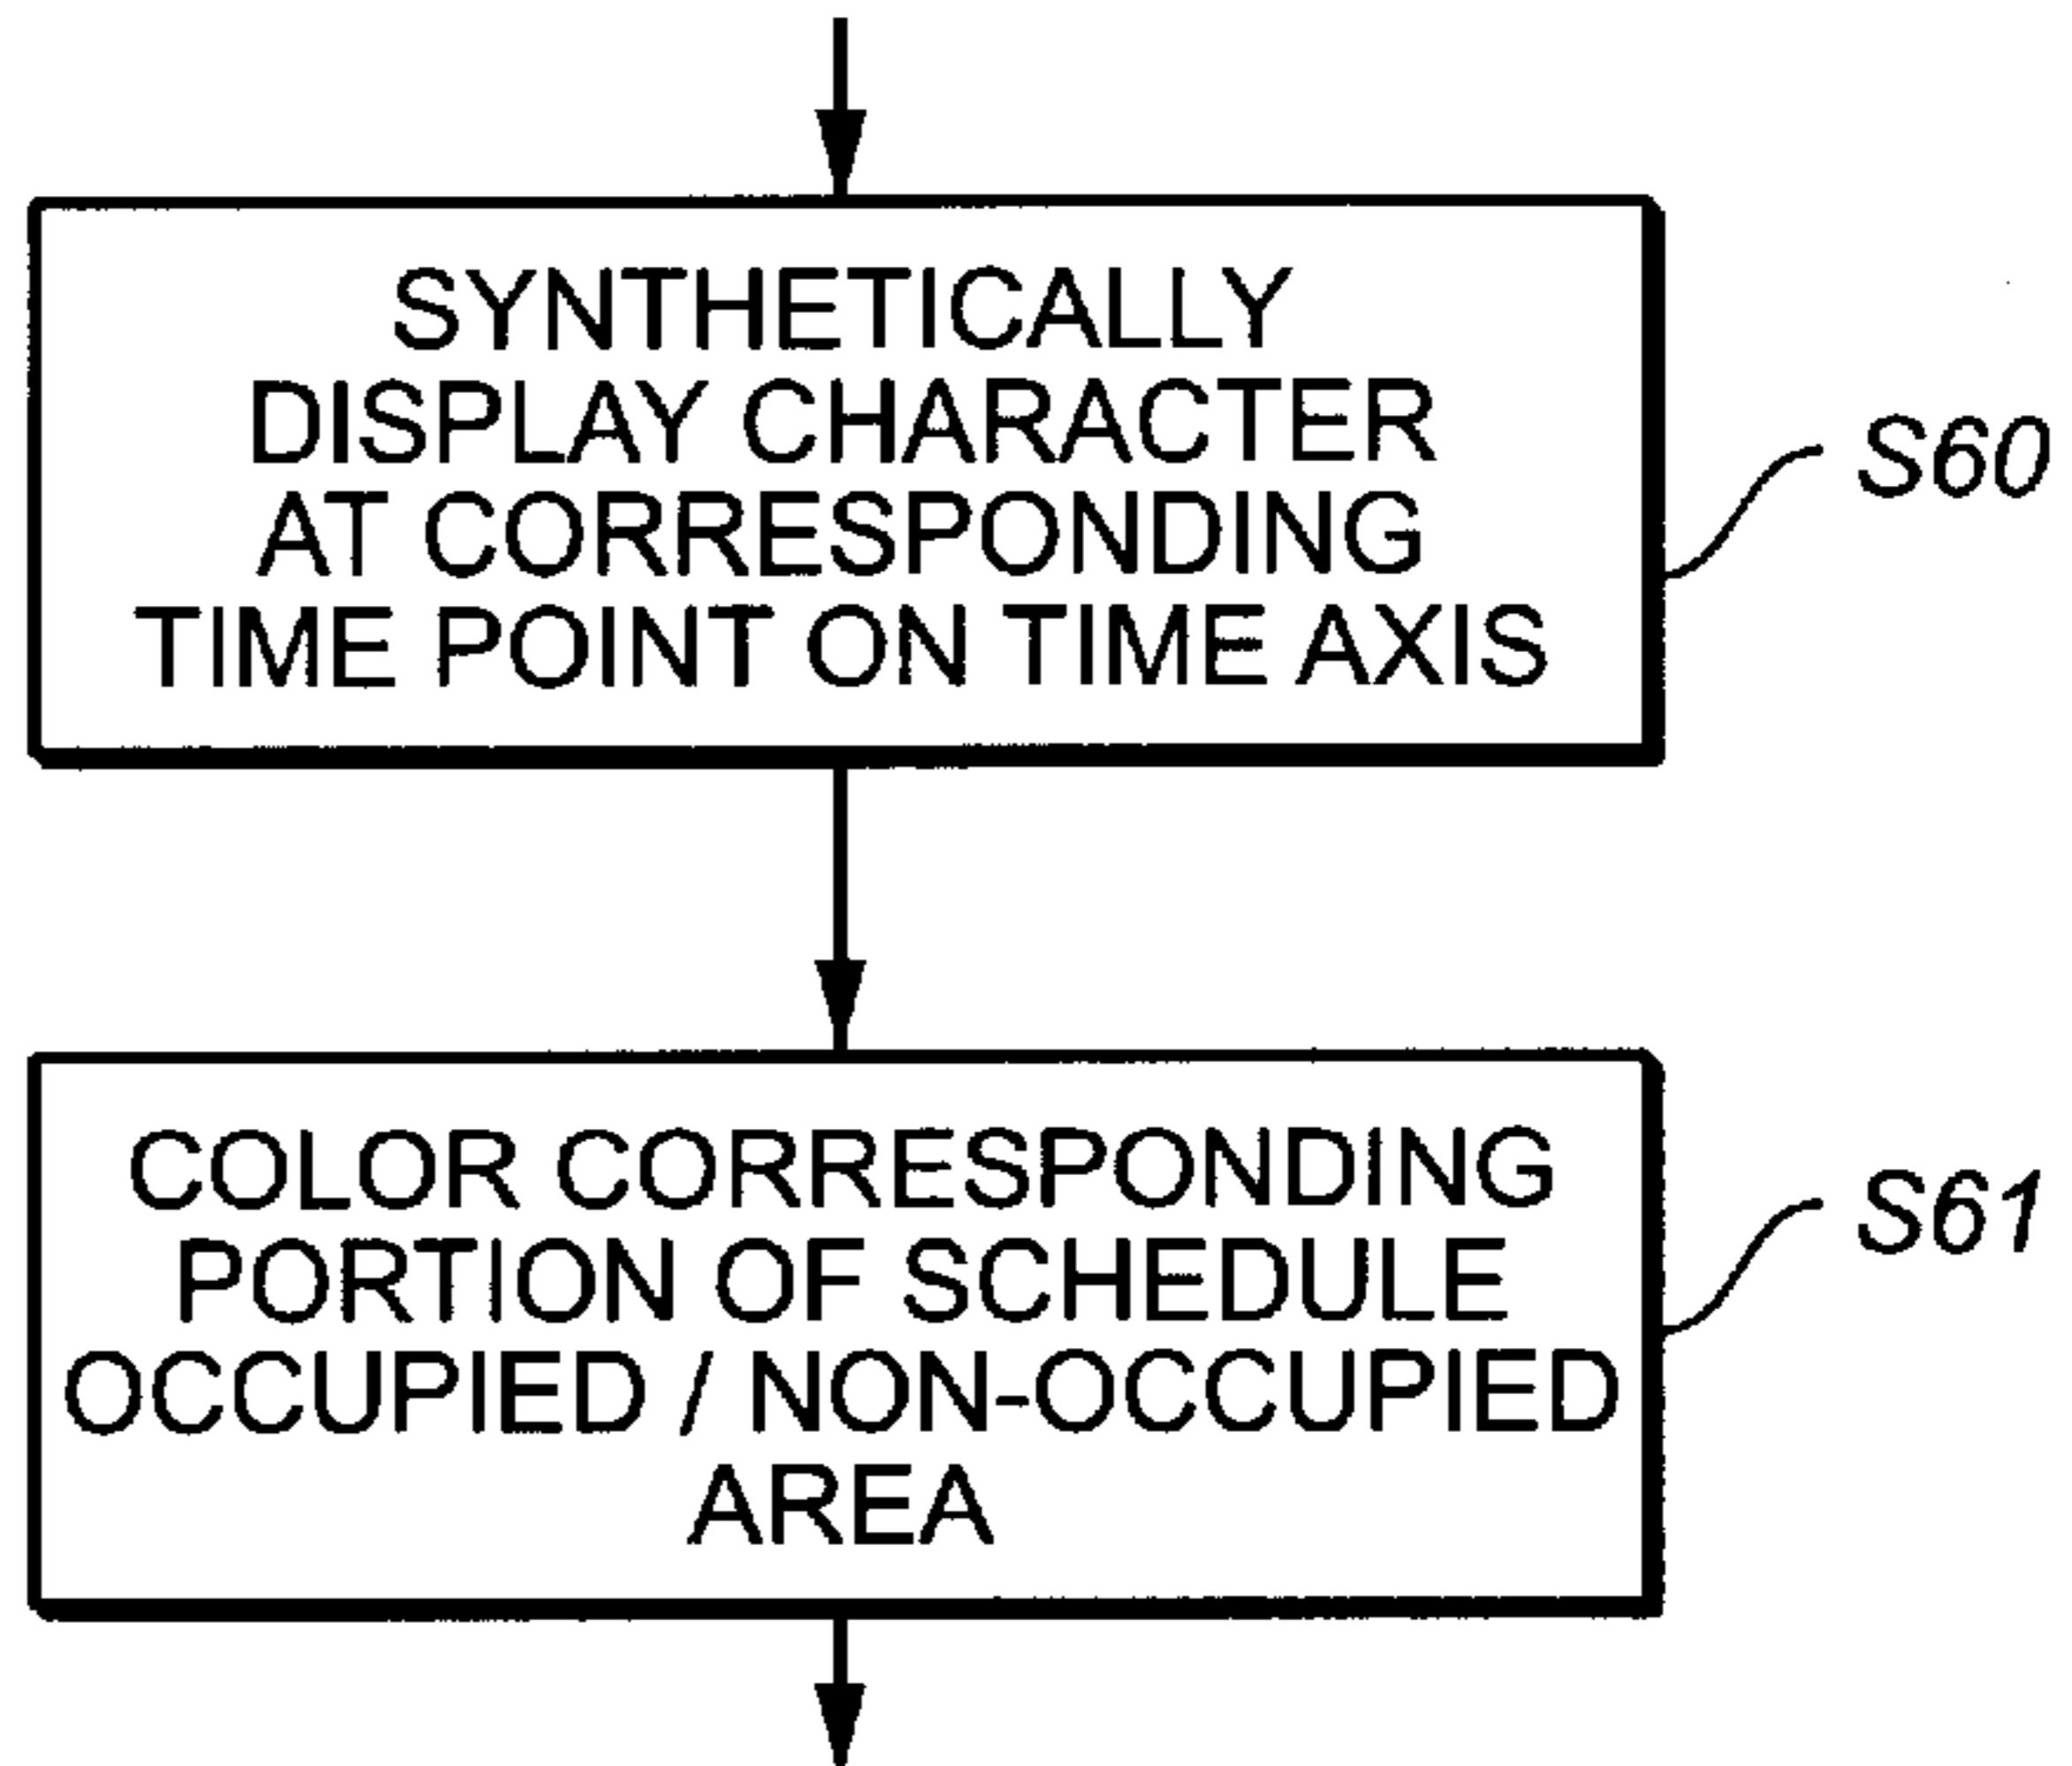 SYNTHETICALLY
DISPLAY CHARACTER
AT CORRESPONDING
TIME POINT ON TIME AXIS
S60
COLOR CORRESPONDING
PORTION OF SCHEDULE
OCCUPIED / NON-OCCUPIED
AREA
S61